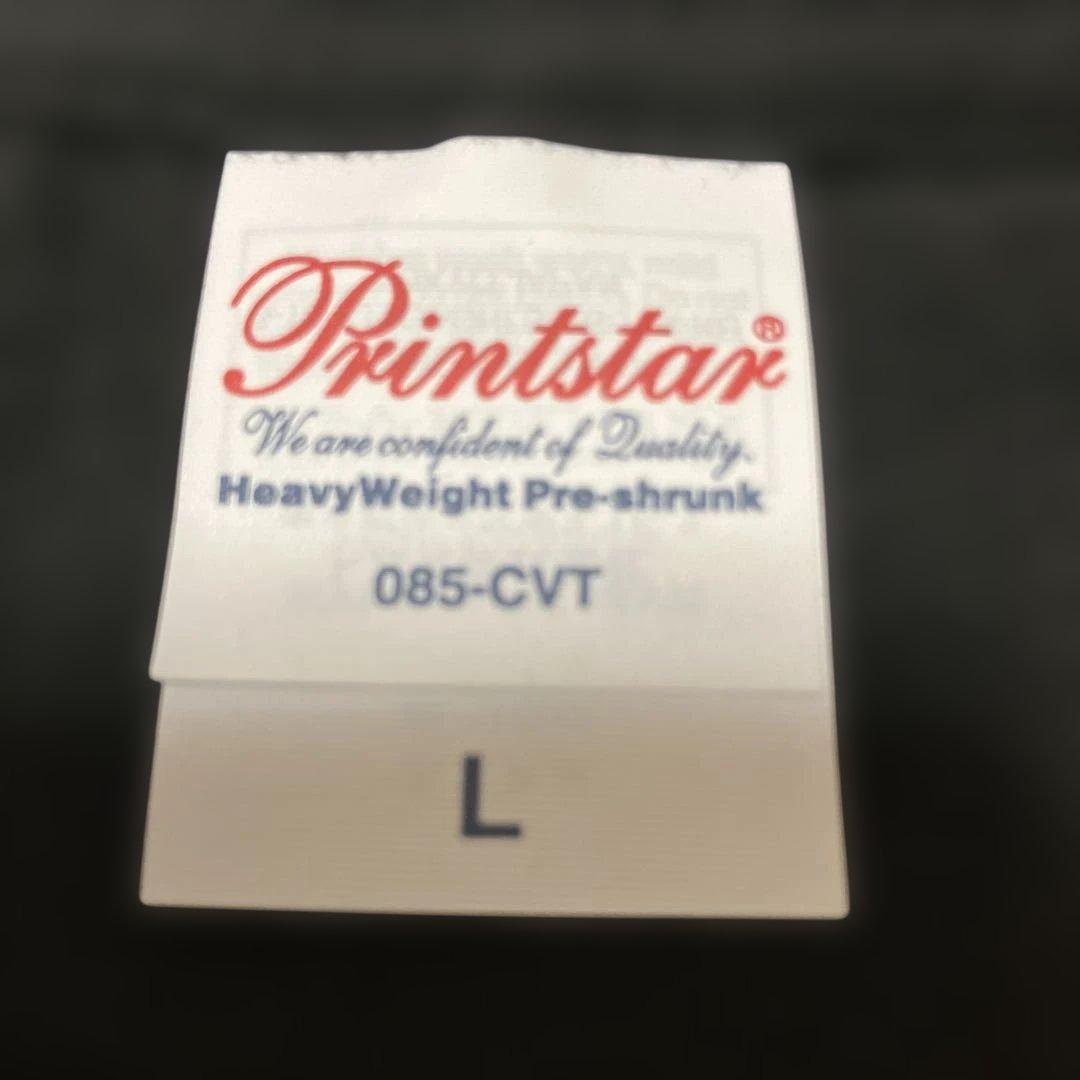 Printstar®
We are confident of Quality.
HeavyWeight Pre-shrunk
085-CVT
L